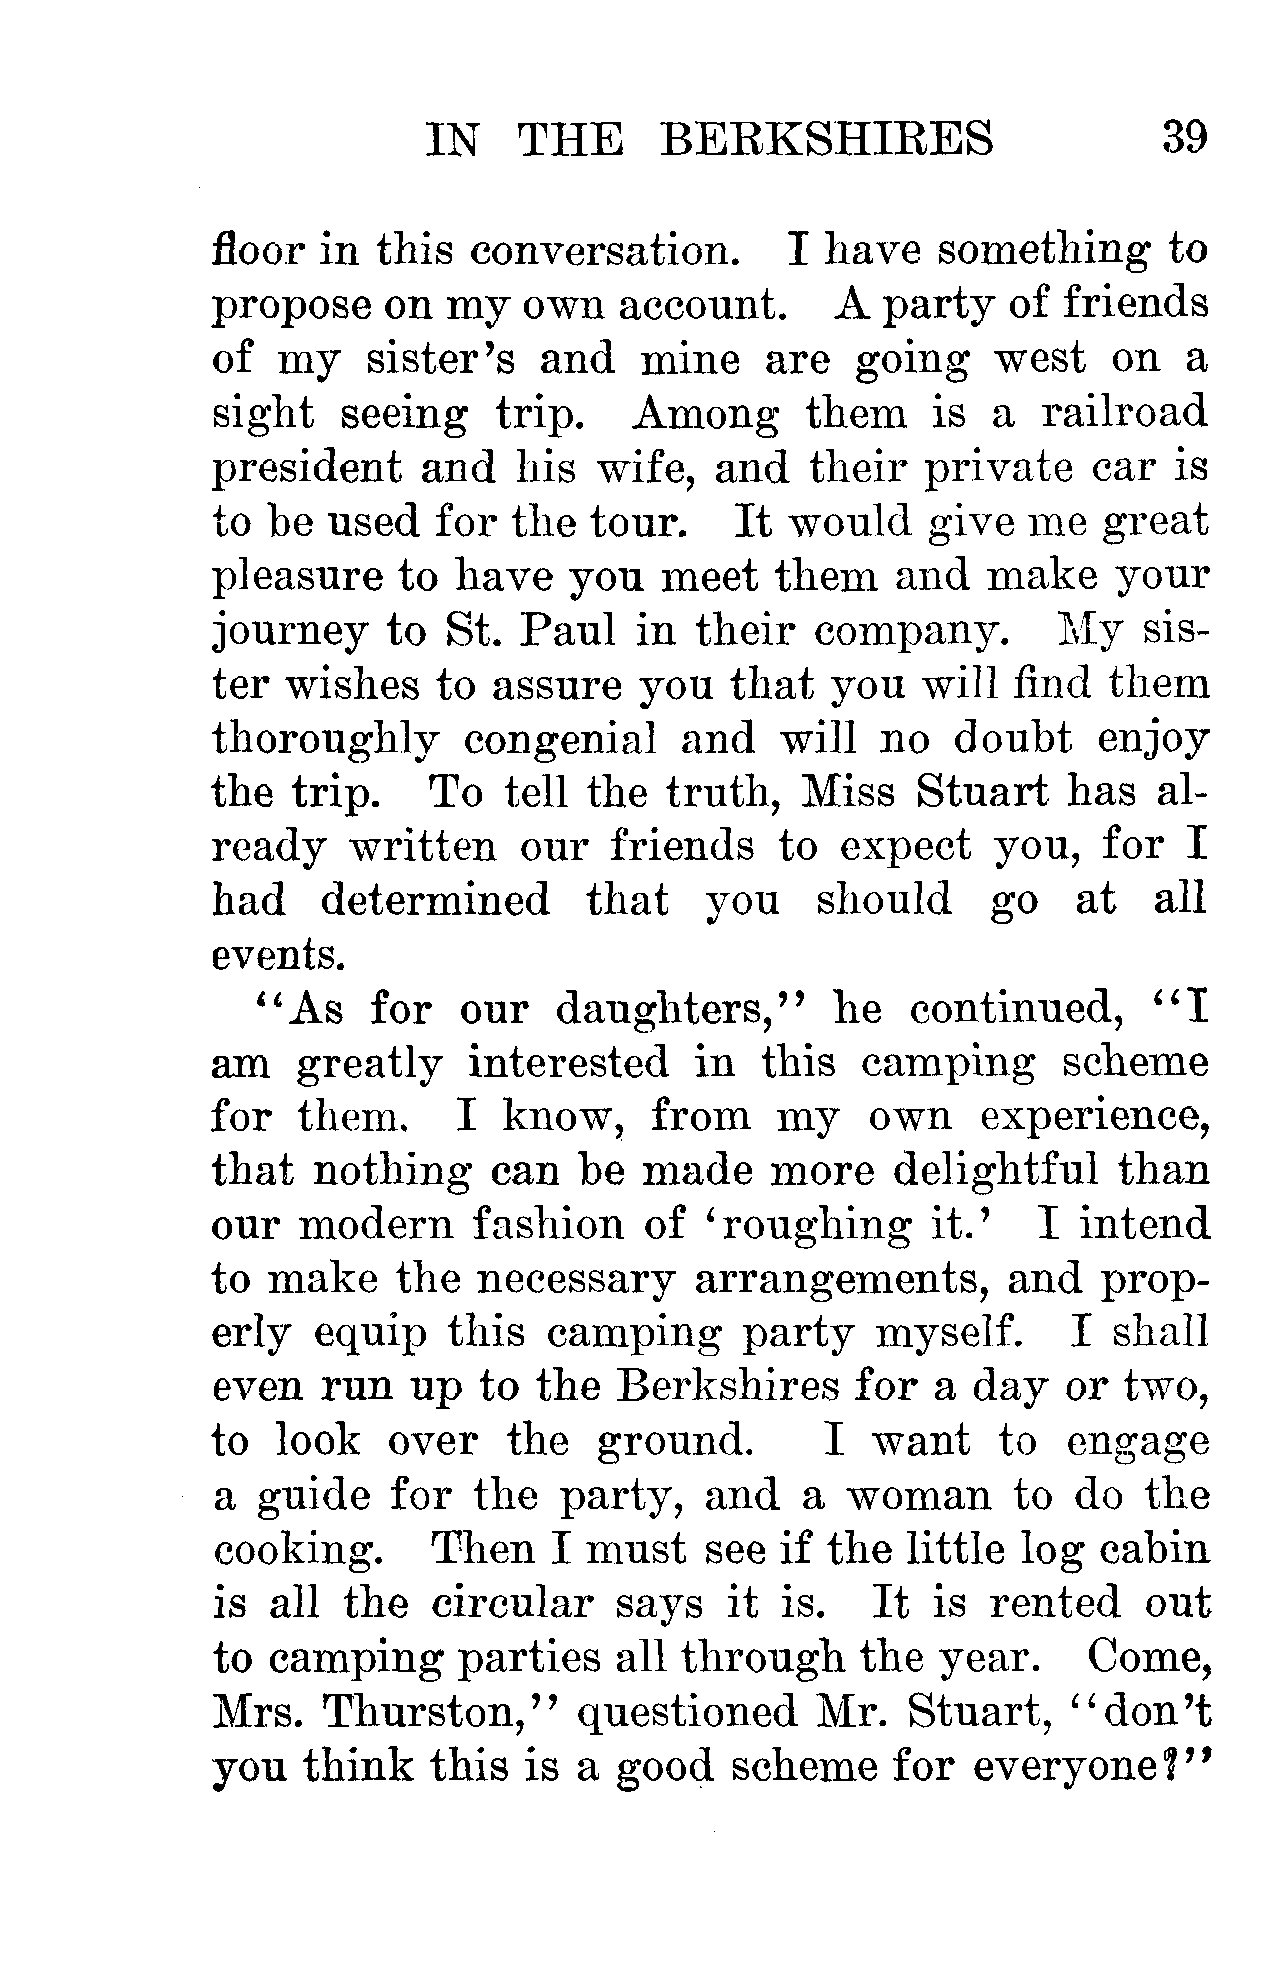 IN THE BERKSHIRES 39
floor in this conversation. I have something to
propose on my own account. A party of friends
of my sister's and mine are going west on a
sight seeing trip. Among them is a railroad
president and his wife, and their private car is
to be used for the tour. It would give me great
pleasure to have you meet them and make your
journey to St. Paul in their company. My sis-
ter wishes to assure you that you will find them
thoroughly congenial and will no doubt enjoy
the trip. To tell the truth, Miss Stuart has al-
ready written our friends to expect you, for I
had determined that you should go at all
events.
"As for our daughters," he continued, "I
am greatly interested in this camping scheme
for them. I know, from my own experience,
that nothing can be made more delightful than
our modern fashion of 'roughing it.' I intend
to make the necessary arrangements, and prop-
erly equip this camping party myself. I shall
even run up to the Berkshires for a day or two,
to look over the ground. I want to engage
a guide for the party, and a woman to do the
cooking. Then I must see if the little log cabin
is all the circular says it is. It is rented out
to camping parties all through the year. Come,
Mrs. Thurston," questioned Mr. Stuart, "don't
you think this is a good scheme for everyone?"